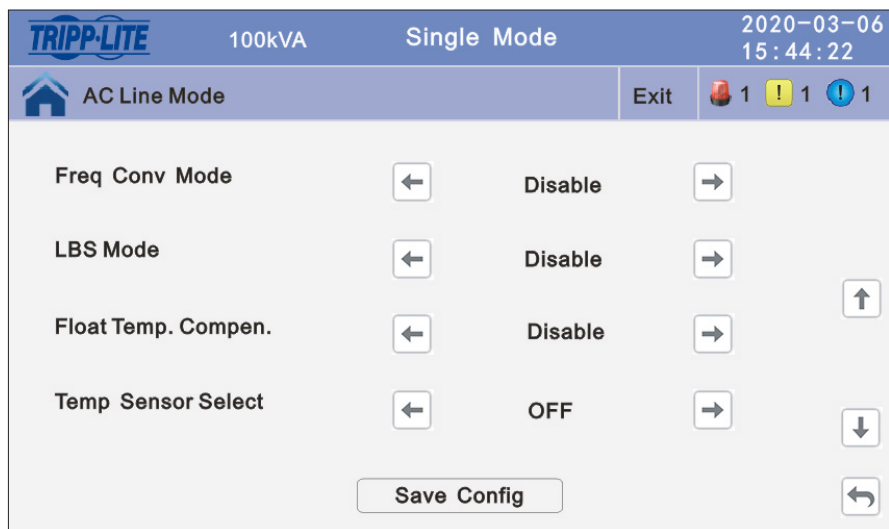 TRIPP·LITE 100kVA Single Mode 2020-03-06
15:44:22
AC Line Mode Exit 1 ! 1 ! 1
Freq Conv Mode Disable
LBS Mode Disable
Float Temp. Compen. Disable
Temp Sensor Select OFF
Save Config